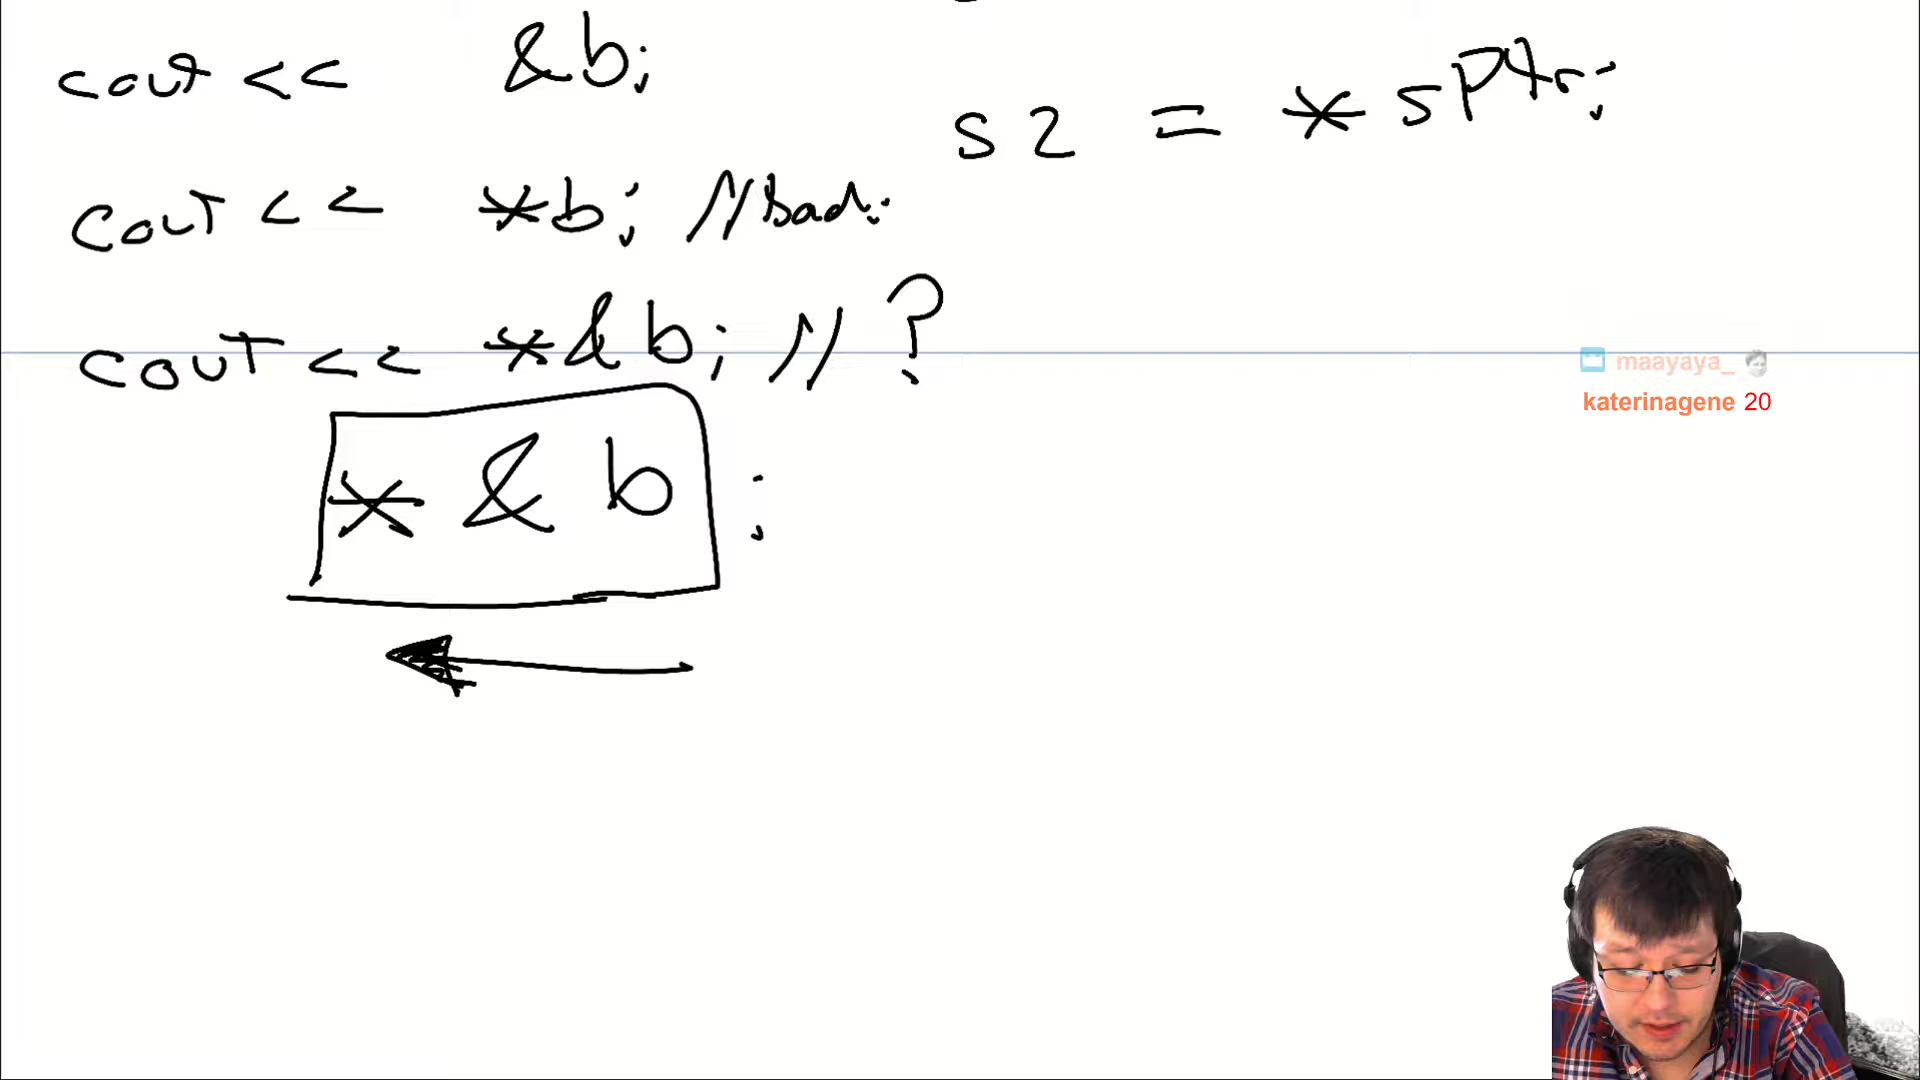 cout << &b;
s2 = *sPtr;
cout << *b; //bad.
cout << *&b; // ?
* & b ;
maayaya_
katerinagene 20